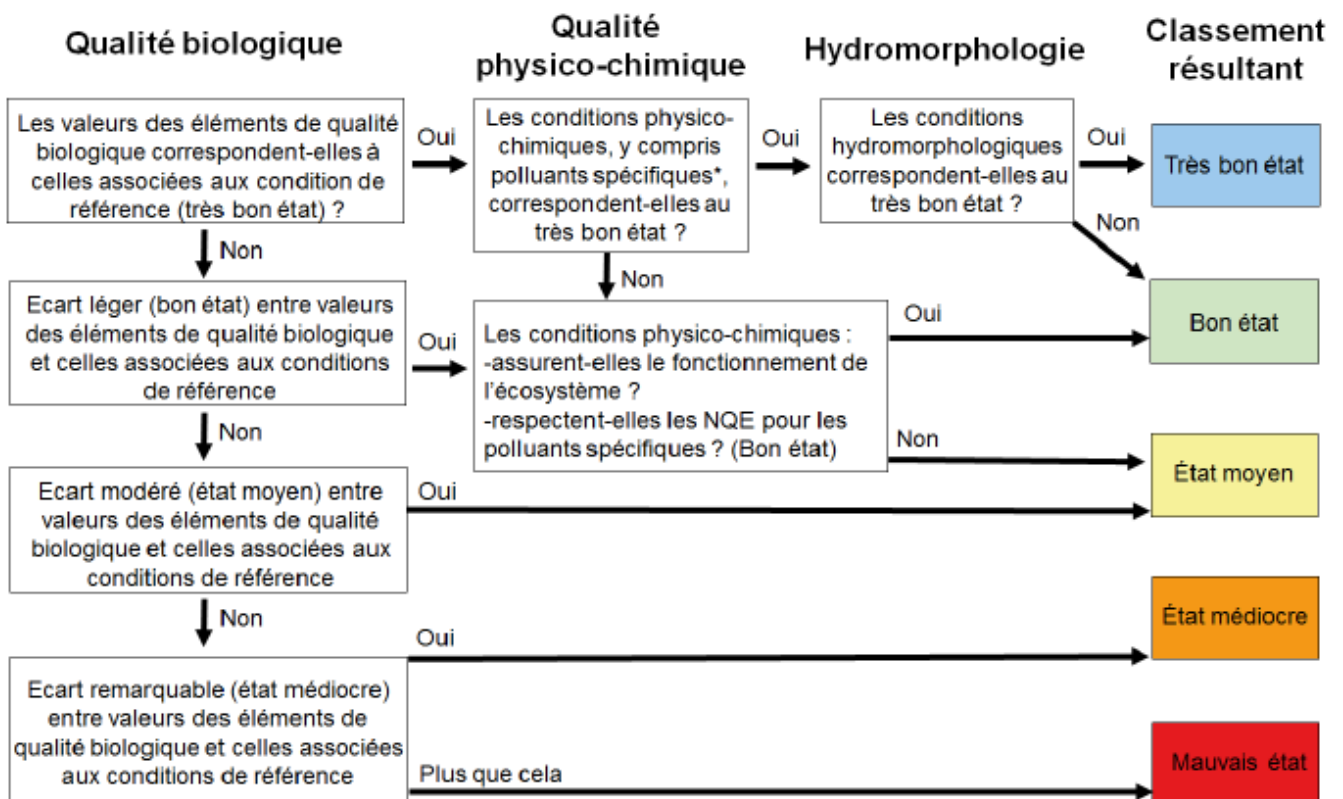 Qualité biologique
Qualité
physico-chimique
Hydromorphologie
Classement
résultant
Les valeurs des éléments de qualité
biologique correspondent-elles à
celles associées aux condition de
référence (très bon état) ?
Oui
Les conditions physico-
chimiques, y compris
polluants spécifiques*,
correspondent-elles au
très bon état ?
Oui
Les conditions
hydromorphologiques
correspondent-elles au
très bon état ?
Oui
Très bon état
Non
Non
Non
Ecart léger (bon état) entre valeurs
des éléments de qualité biologique
et celles associées aux conditions
de référence
Oui
Les conditions physico-chimiques :
-assurent-elles le fonctionnement de
l'écosystème ?
-respectent-elles les NQE pour les
polluants spécifiques ? (Bon état)
Oui
Bon état
Non
Non
État moyen
Ecart modéré (état moyen) entre
valeurs des éléments de qualité
biologique et celles associées aux
conditions de référence
Oui
Non
Oui
État médiocre
Ecart remarquable (état médiocre)
entre valeurs des éléments de
qualité biologique et celles associées
aux conditions de référence
Plus que cela
Mauvais état